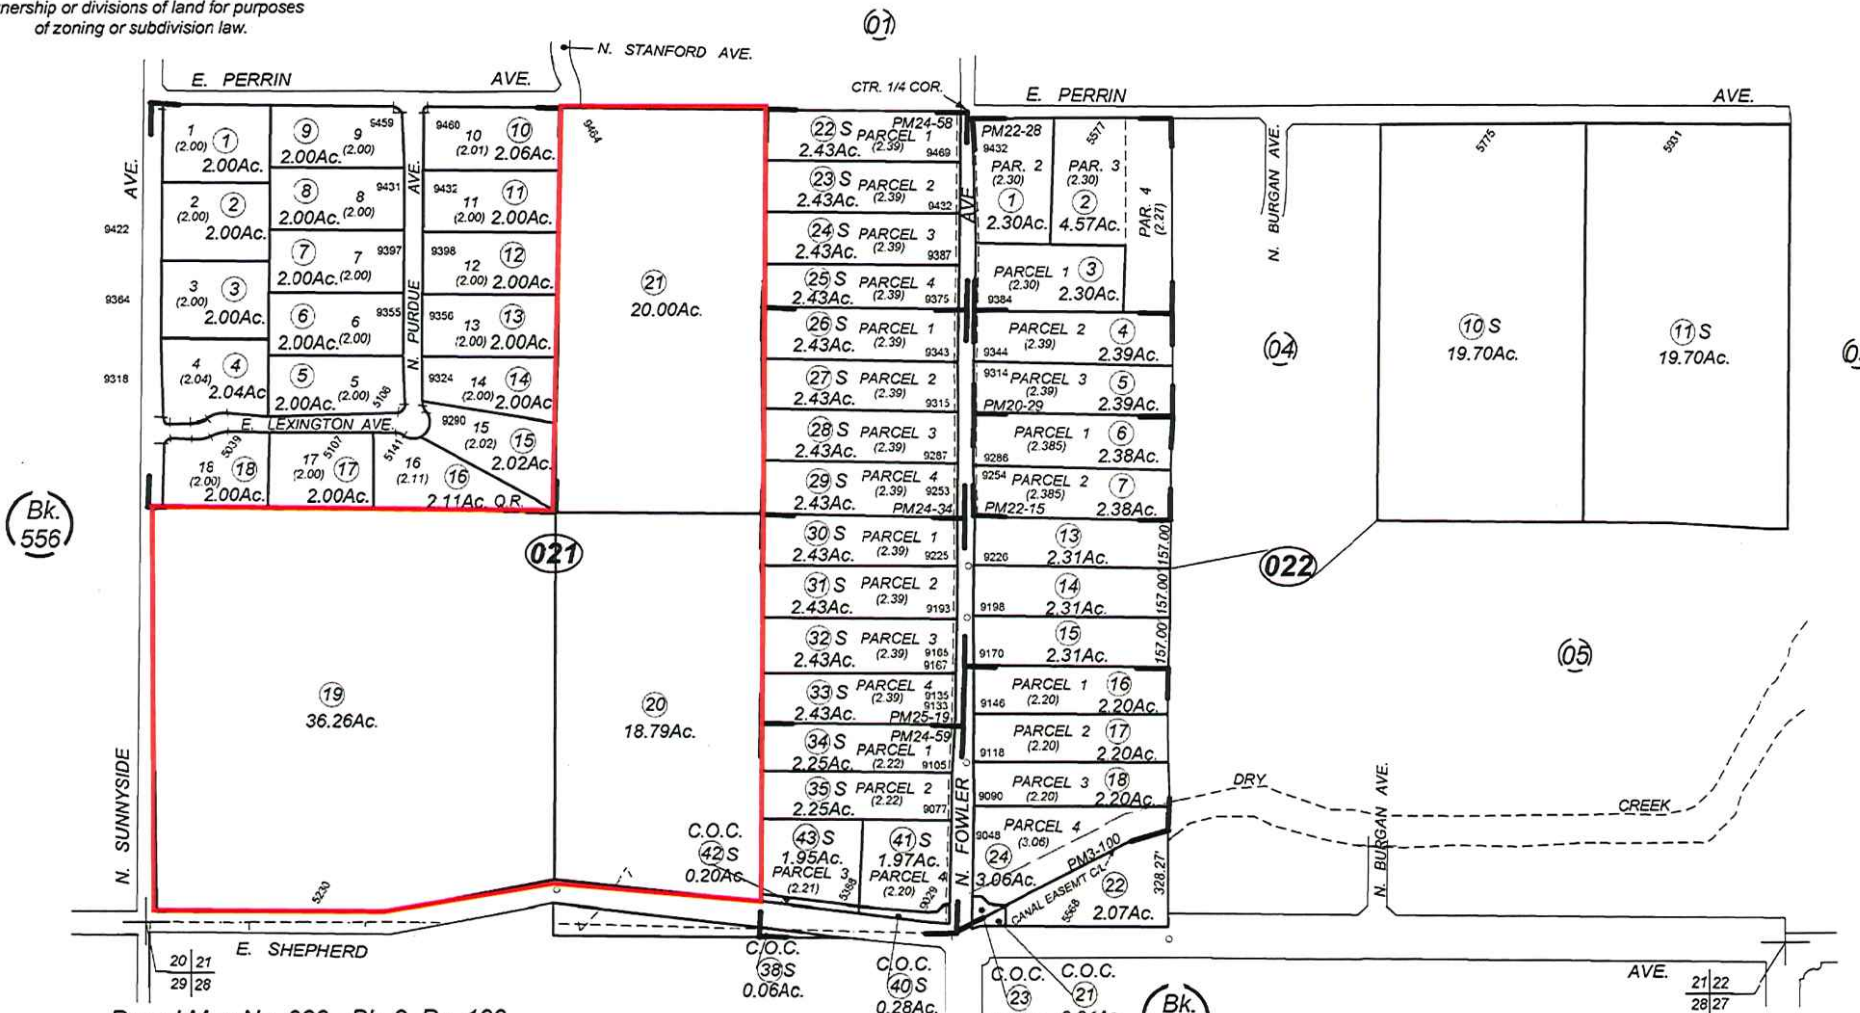 nership or divisions of land for purposes
of zoning or subdivision law.
01
N. STANFORD AVE.
E. PERRIN AVE.
CTR. 1/4 COR.
E. PERRIN AVE.
AVE.
1 (2.00) 1 2.00Ac.
2 (2.00) 2 2.00Ac.
3 (2.00) 3 2.00Ac.
4 (2.04) 4 2.04Ac.
9422
9364
9318
9 9 9459 2.00Ac. (2.00)
8 8 9431 2.00Ac. (2.00)
7 7 9397 2.00Ac. (2.00)
6 6 9355 2.00Ac. (2.00)
5 5 5106 2.00Ac. (2.00)
N. PURDUE AVE.
9460 10 (2.01) 10 2.06Ac.
9432 11 (2.00) 11 2.00Ac.
9398 12 (2.00) 12 2.00Ac.
9356 13 (2.00) 13 2.00Ac.
9324 14 (2.00) 14 2.00Ac
9290 15 (2.02) 15 2.02Ac.
E. LEXINGTON AVE.
5039 18 (2.00) 18 2.00Ac.
5107 17 (2.00) 17 2.00Ac.
5141 16 (2.11) 16 2.11Ac. Q.R.
9464
21
20.00Ac.
PM24-58
22 S PARCEL 1
2.43Ac. (2.39) 9469
23 S PARCEL 2
2.43Ac. (2.39) 9432
24 S PARCEL 3
2.43Ac. (2.39) 9387
25 S PARCEL 4
2.43Ac. (2.39) 9375
26 S PARCEL 1
2.43Ac. (2.39) 9343
27 S PARCEL 2
2.43Ac. (2.39) 9315
28 S PARCEL 3
2.43Ac. (2.39) 9287
29 S PARCEL 4
2.43Ac. (2.39) 9253
PM24-34
30 S PARCEL 1
2.43Ac. (2.39) 9225
31 S PARCEL 2
2.43Ac. (2.39) 9193
32 S PARCEL 3
2.43Ac. (2.39) 9165
9167
33 S PARCEL 4
2.43Ac. (2.39) 9135
9133
PM25-19
PM24-59
34 S PARCEL 1
2.25Ac. (2.22) 9105
35 S PARCEL 2
2.25Ac. (2.22) 9077
43 S
1.95Ac.
PARCEL 3
(2.21) 5388
41 S
1.97Ac.
PARCEL 4
(2.20) 9029
C.O.C.
42 S
0.20Ac.
N. FOWLER AVE
PM22-28
9432
PAR. 2
(2.30)
1
2.30Ac.
5577
PAR. 3
(2.30)
2
4.57Ac.
PAR. 4
(2.27)
PARCEL 1 3
(2.30)
9384 2.30Ac.
PARCEL 2 4
(2.39)
9344 2.39Ac.
9314 PARCEL 3 5
(2.39)
PM20-29 2.39Ac.
PARCEL 1 6
(2.385)
9286 2.38Ac.
9254 PARCEL 2 7
(2.385)
PM22-15 2.38Ac.
13
9226 2.31Ac. 157.00
14
9198 2.31Ac. 157.00
15
9170 2.31Ac. 157.00
PARCEL 1 16
9146 (2.20) 2.20Ac.
PARCEL 2 17
9118 (2.20) 2.20Ac.
PARCEL 3 18
9090 (2.20) 2.20Ac.
PARCEL 4
9048 (3.06)
24
3.06Ac.
PM3-100
CANAL EASEM'T C/L
22
5568 2.07Ac.
328.27'
N. BURGAN AVE.
04
5775
10 S
19.70Ac.
5931
11 S
19.70Ac.
022
05
DRY CREEK
N. BURGAN AVE.
Bk.
556
021
19
36.26Ac.
20
18.79Ac.
N. SUNNYSIDE
5230
E. SHEPHERD
AVE.
20 21
29 28
C.O.C.
38 S
0.06Ac.
C.O.C.
40 S
0.28Ac.
C.O.C.
23
C.O.C.
21
Bk.
21 22
28 27